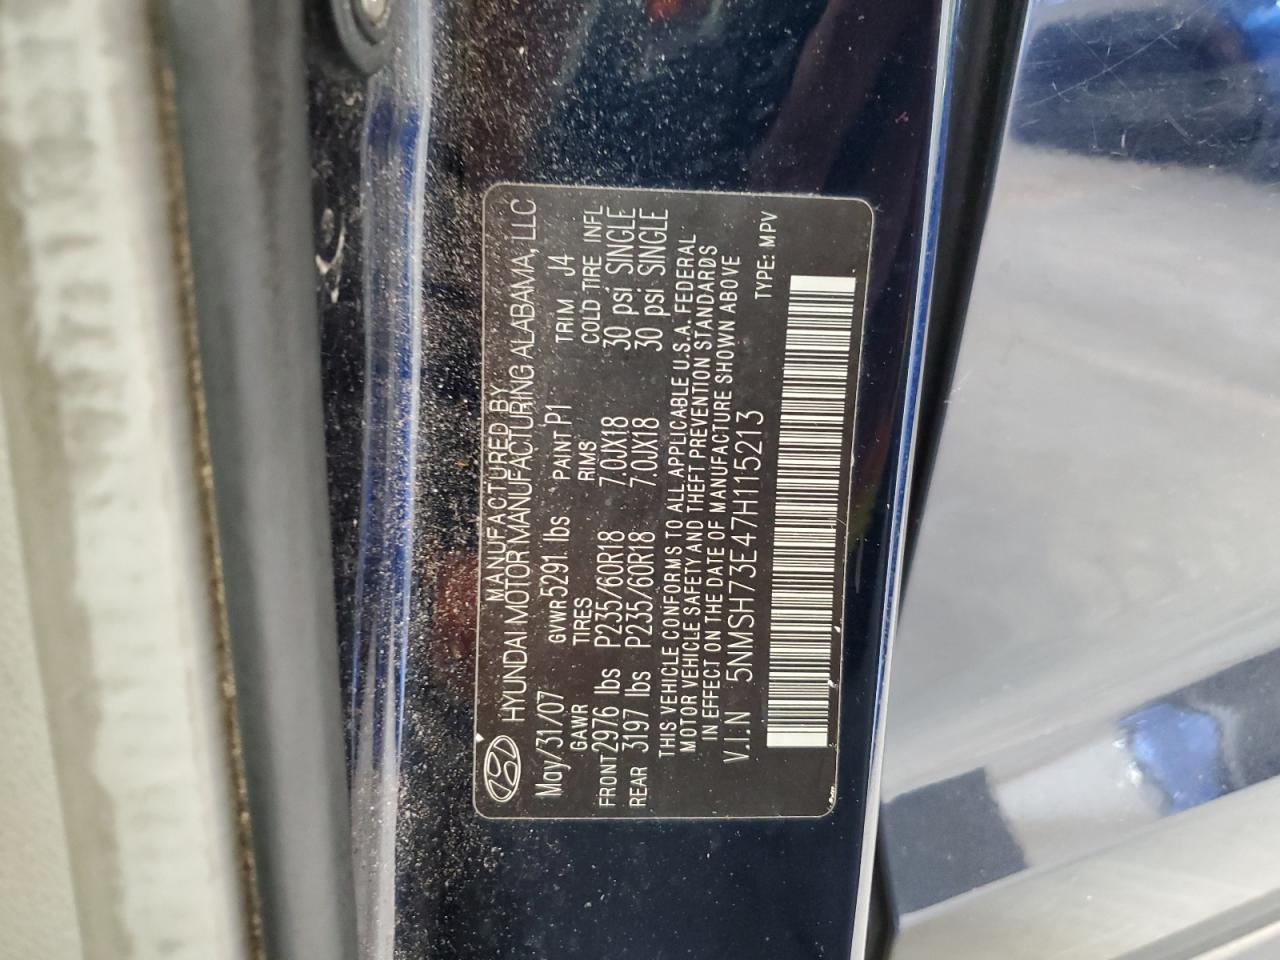 MANUFACTURED BY
HYUNDAI MOTOR MANUFACTURING ALABAMA, LLC
May/31/07 GVWR 5291 lbs PAINT P1 TRIM J4
GAWR TIRES RIMS COLD TIRE INFL
FRONT 2976 lbs P235/60R18 7.0JX18 30 psi SINGLE
REAR 3197 lbs P235/60R18 7.0JX18 30 psi SINGLE
THIS VEHICLE CONFORMS TO ALL APPLICABLE U.S.A. FEDERAL
MOTOR VEHICLE SAFETY AND THEFT PREVENTION STANDARDS
IN EFFECT ON THE DATE OF MANUFACTURE SHOWN ABOVE
V.I.N 5NMSH73E47H115213
TYPE: MPV